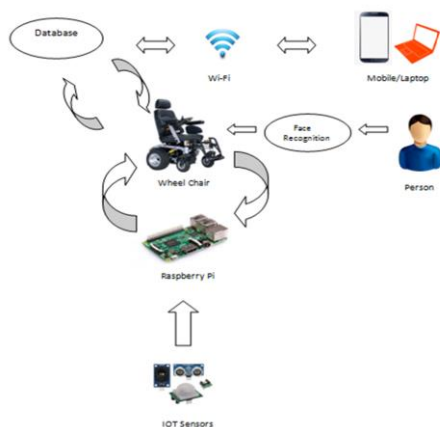 Database
Wi-Fi
Mobile/Laptop
Face
Recognition
Person
Wheel Chair
Raspberry Pi
IOT Sensors